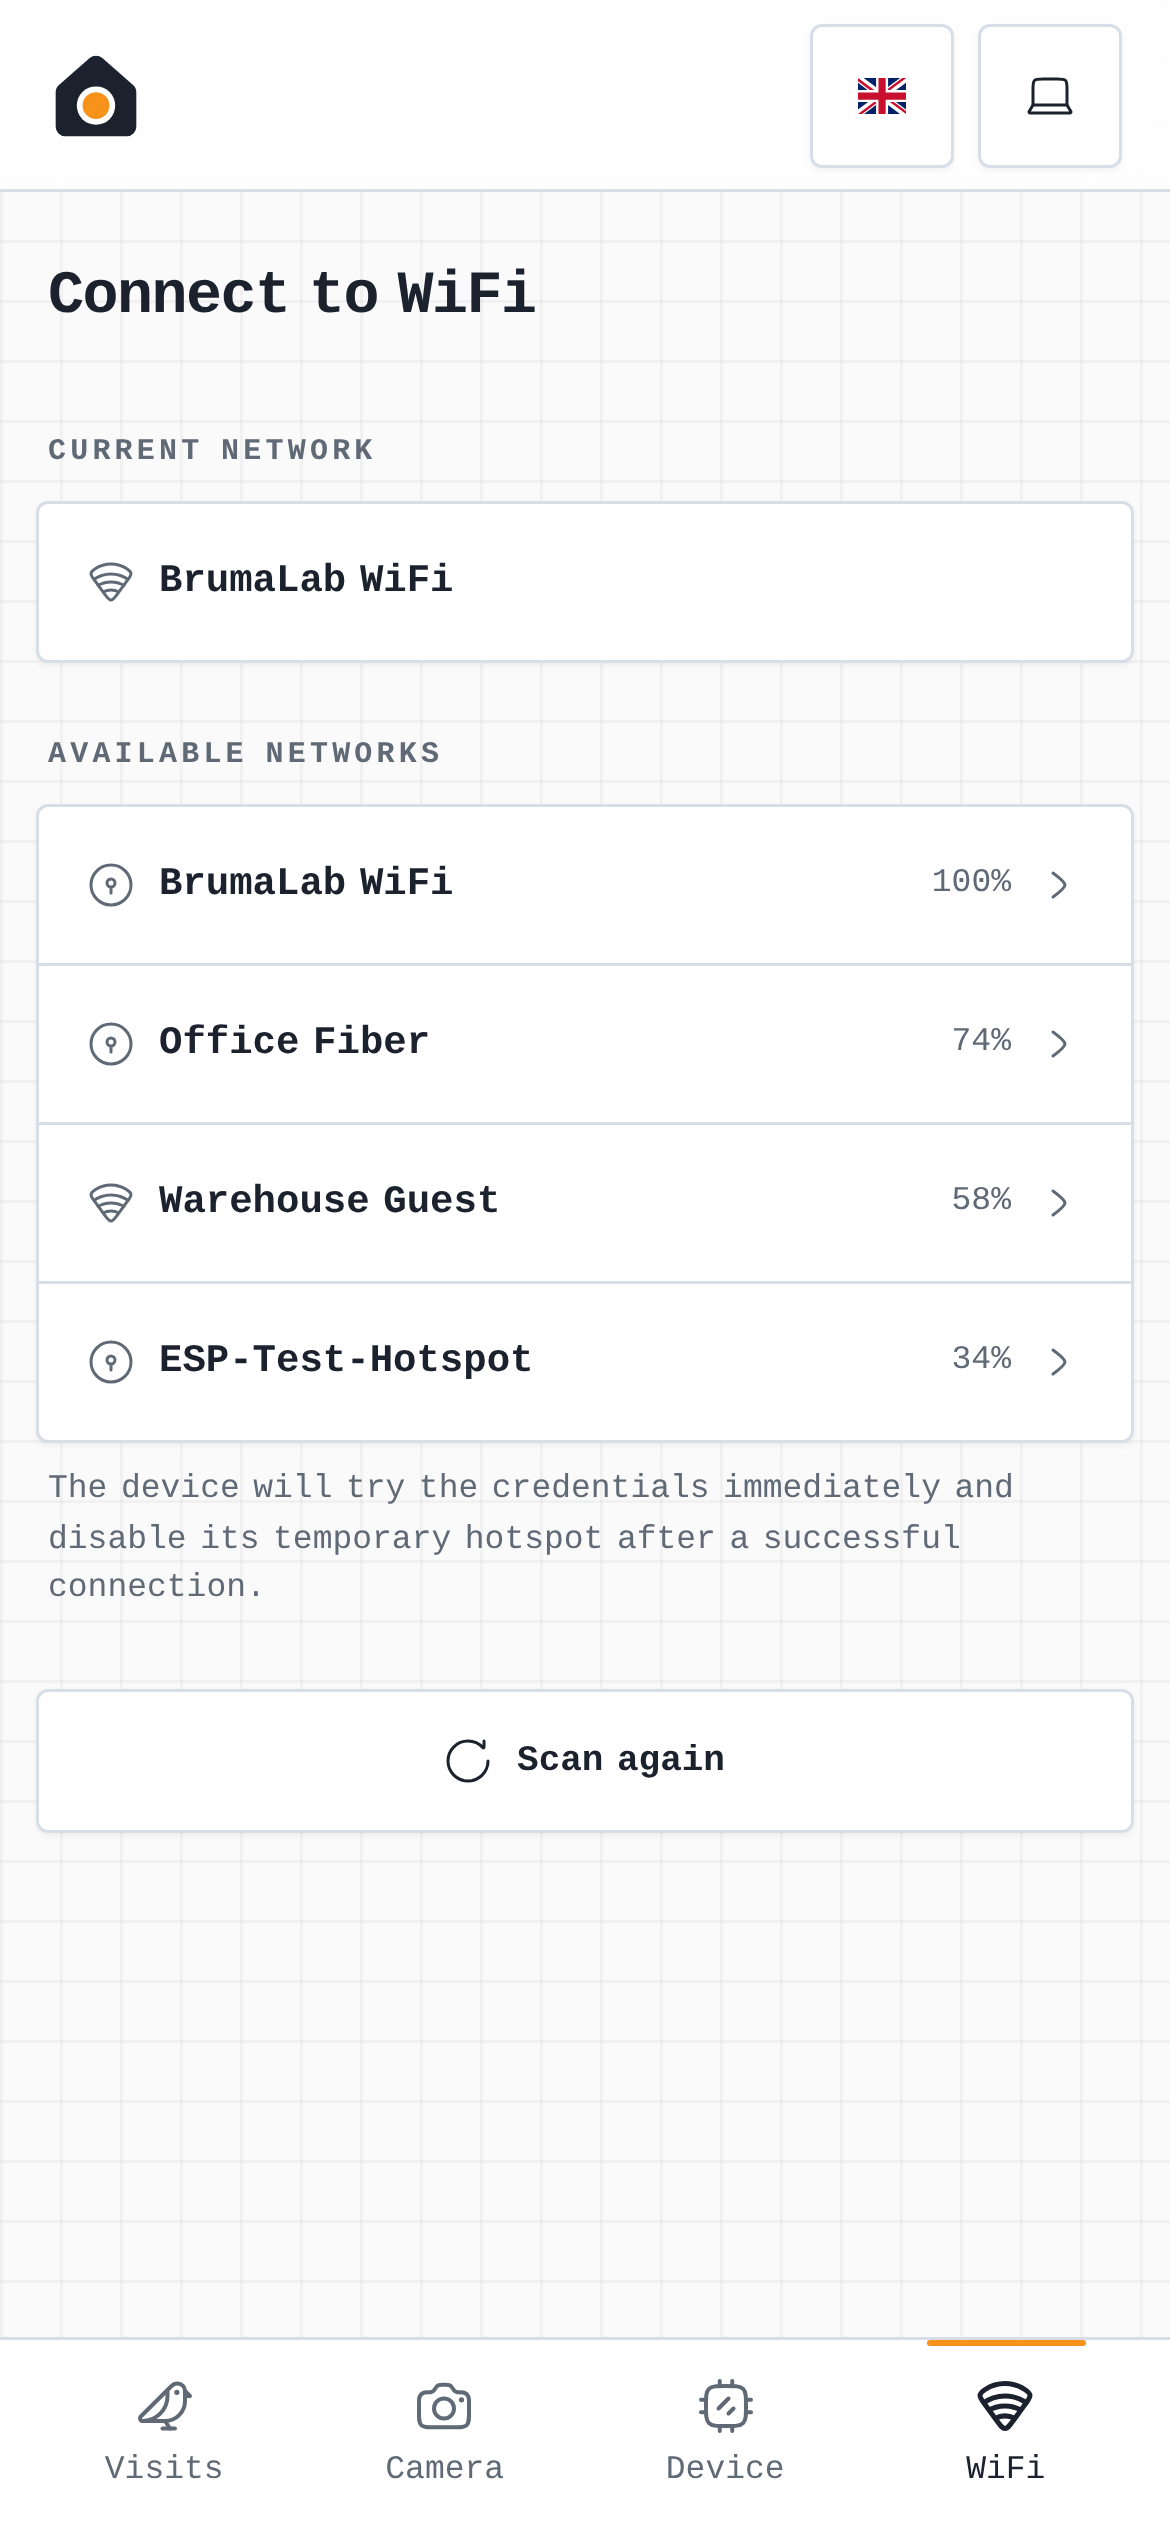 Connect to WiFi
CURRENT NETWORK
BrumaLab WiFi
AVAILABLE NETWORKS
BrumaLab WiFi 100%
Office Fiber 74%
Warehouse Guest 58%
ESP-Test-Hotspot 34%
The device will try the credentials immediately and
disable its temporary hotspot after a successful
connection.
Scan again
Visits Camera Device WiFi